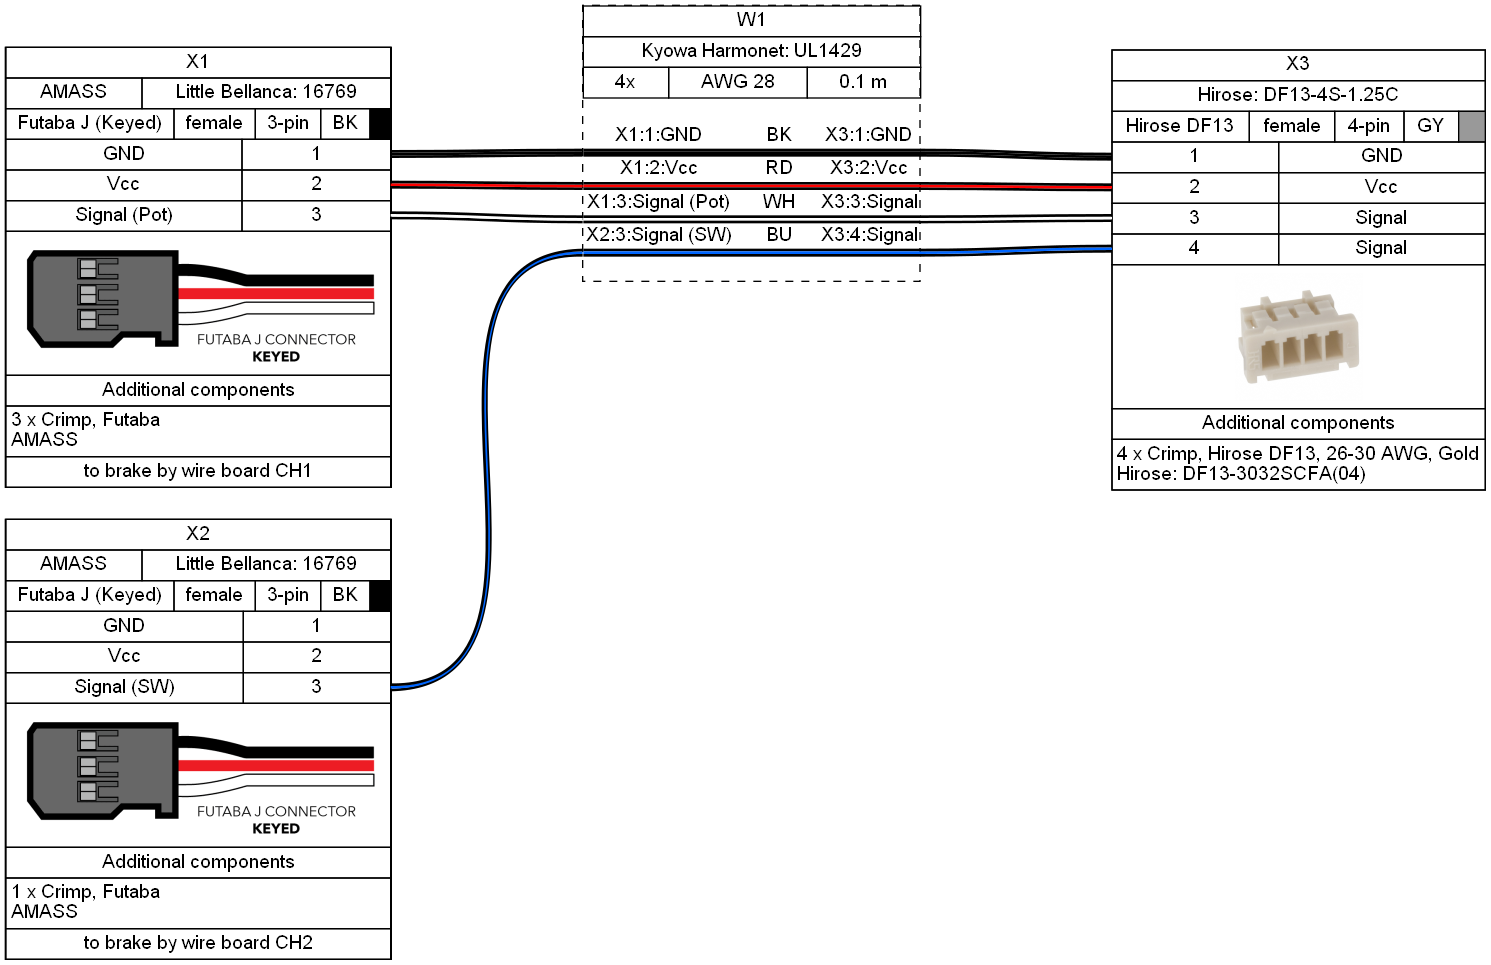 X1
AMASS Little Bellanca: 16769
Futaba J (Keyed) female 3-pin BK
GND 1
Vcc 2
Signal (Pot) 3
FUTABA J CONNECTOR
KEYED
Additional components
3 x Crimp, Futaba
AMASS
to brake by wire board CH1
X2
AMASS Little Bellanca: 16769
Futaba J (Keyed) female 3-pin BK
GND 1
Vcc 2
Signal (SW) 3
FUTABA J CONNECTOR
KEYED
Additional components
1 x Crimp, Futaba
AMASS
to brake by wire board CH2
W1
Kyowa Harmonet: UL1429
4x AWG 28 0.1 m
X1:1:GND BK X3:1:GND
X1:2:Vcc RD X3:2:Vcc
X1:3:Signal (Pot) WH X3:3:Signal
X2:3:Signal (SW) BU X3:4:Signal
X3
Hirose: DF13-4S-1.25C
Hirose DF13 female 4-pin GY
1 GND
2 Vcc
3 Signal
4 Signal
Additional components
4 x Crimp, Hirose DF13, 26-30 AWG, Gold
Hirose: DF13-3032SCFA(04)